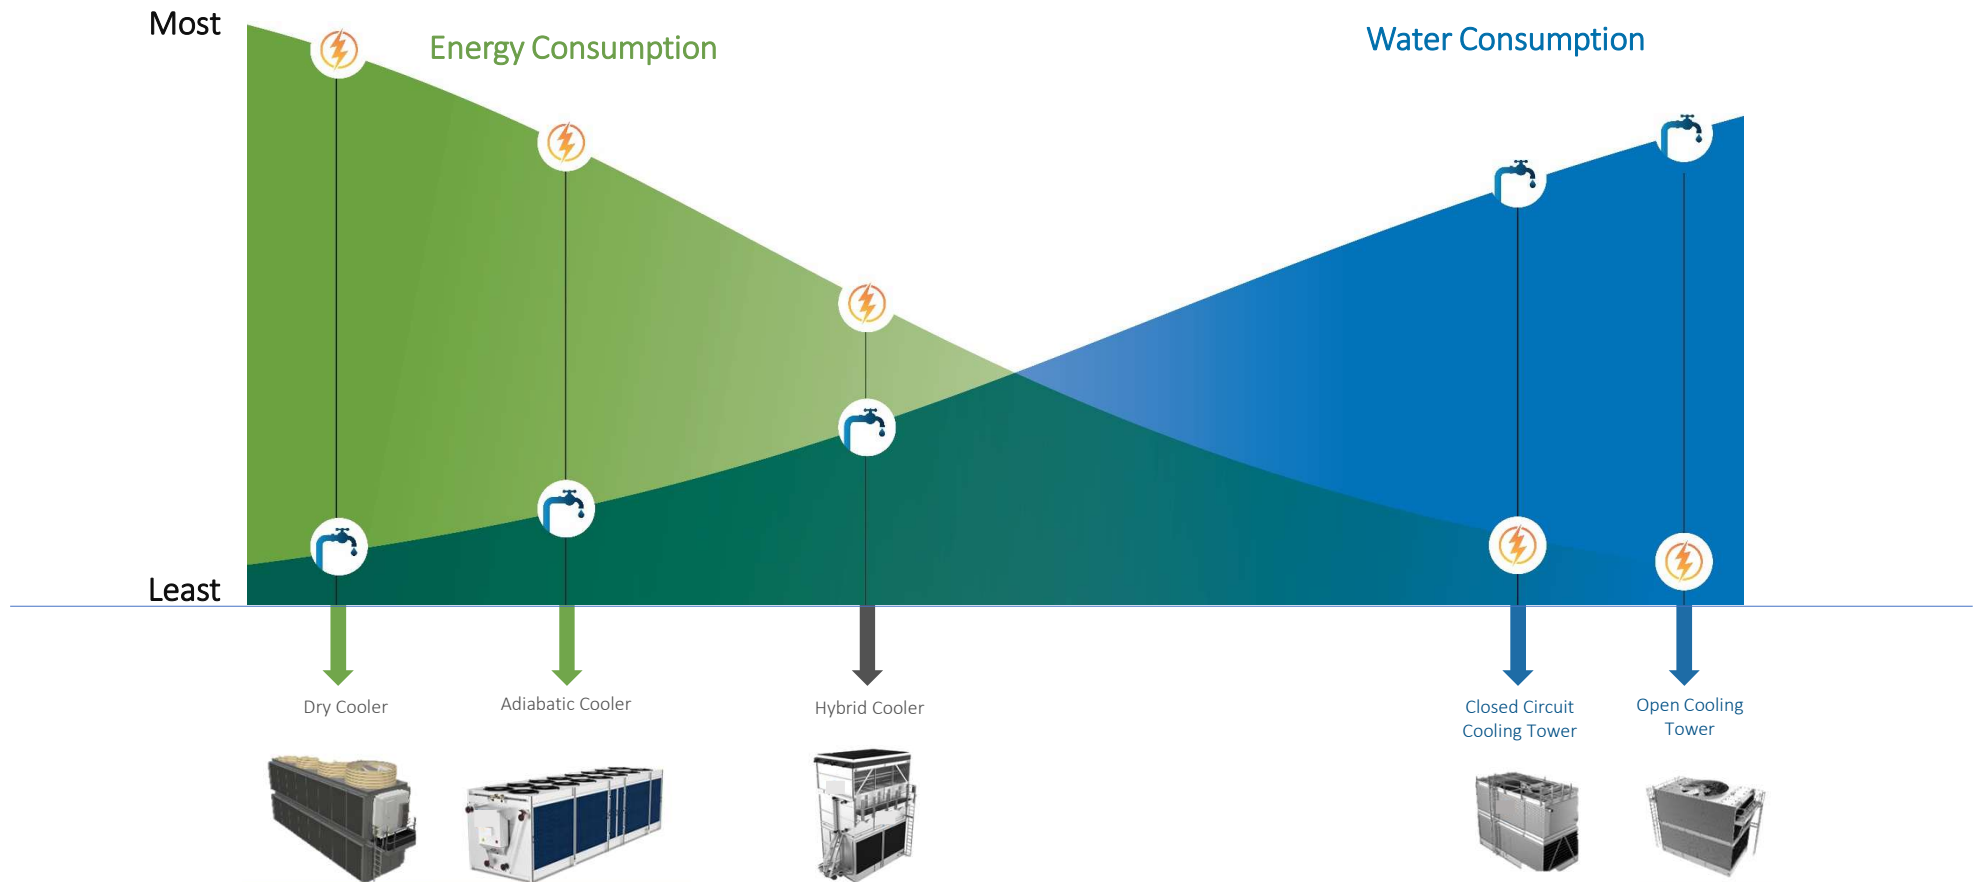 Most
Energy Consumption
Water Consumption
Least
Dry Cooler
Adiabatic Cooler
Hybrid Cooler
Closed Circuit
Cooling Tower
Open Cooling
Tower